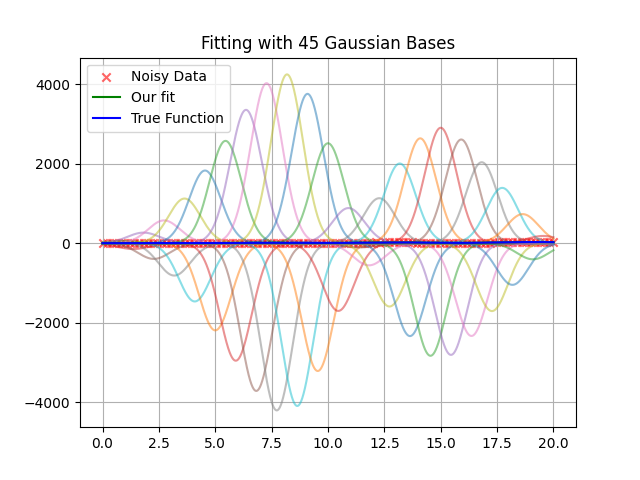 Fitting with 45 Gaussian Bases
Noisy Data
Our fit
True Function
4000
2000
0
−2000
−4000
0.0 2.5 5.0 7.5 10.0 12.5 15.0 17.5 20.0